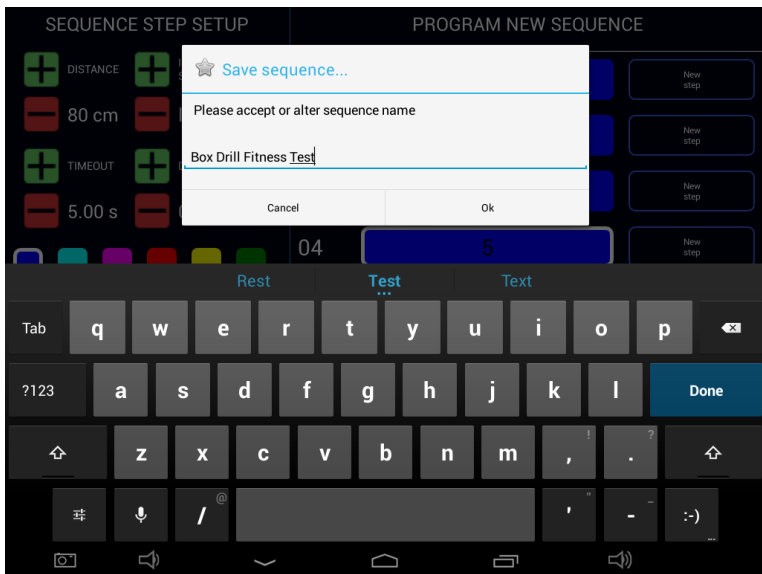 SEQUENCE STEP SETUP
PROGRAM NEW SEQUENCE
Save sequence...
Please accept or alter sequence name
Box Drill Fitness Test
Cancel Ok
DISTANCE
80 cm
TIMEOUT
5.00 s
New
step
New
step
New
step
04 5 New
step
Rest Test Text
Tab q w e r t y u i o p
?123 a s d f g h j k l Done
z x c v b n m , ! . ?
/ @ ' " - _ :-) ...